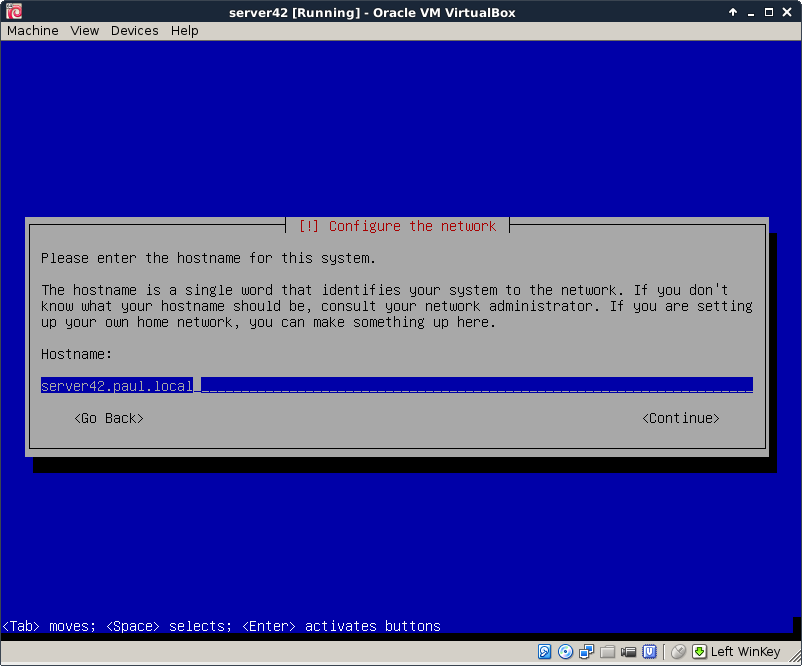 server42 [Running] - Oracle VM VirtualBox
Machine View Devices Help
[!] Configure the network
Please enter the hostname for this system.
The hostname is a single word that identifies your system to the network. If you don't
know what your hostname should be, consult your network administrator. If you are setting
up your own home network, you can make something up here.
Hostname:
server42.paul.local
<Go Back> <Continue>
<Tab> moves; <Space> selects; <Enter> activates buttons
Left WinKey